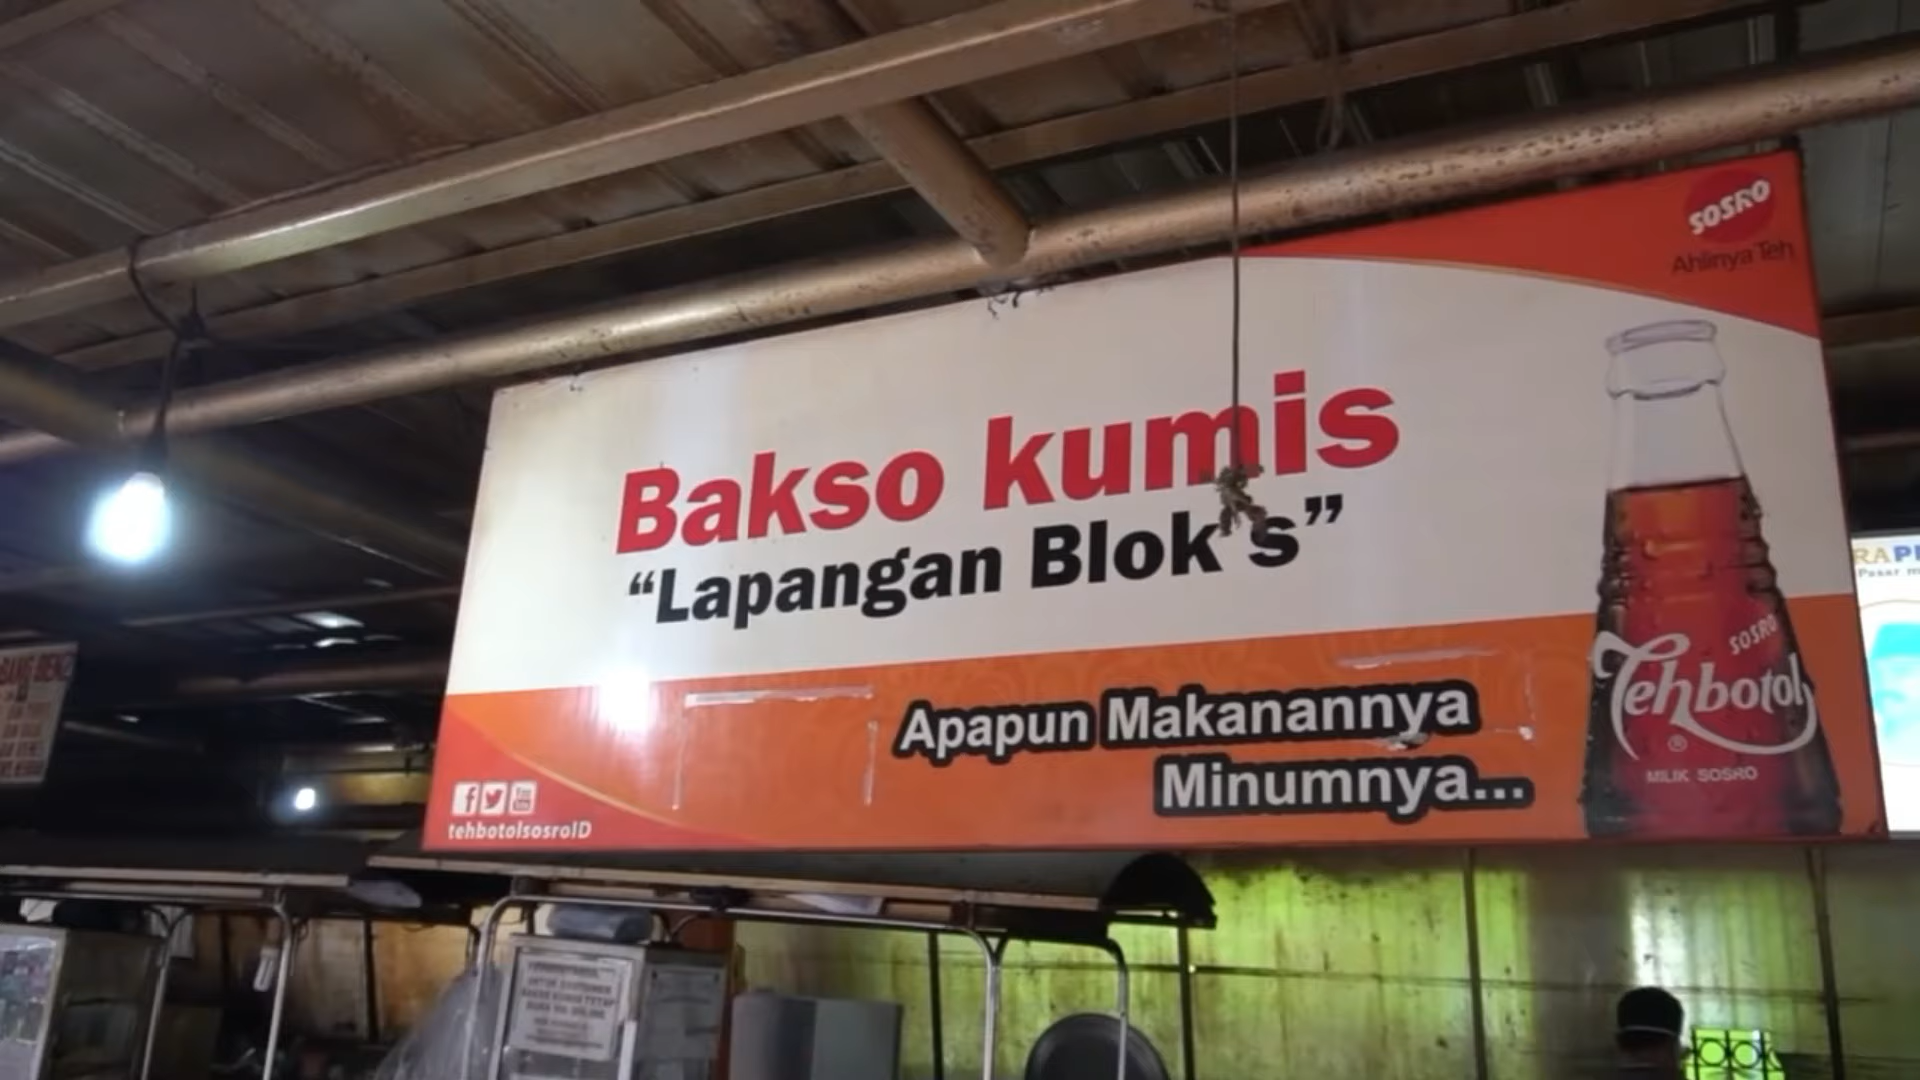 SOSRO
Ahlinya Teh
Bakso kumis
“Lapangan Blok s”
Apapun Makanannya
Minumnya...
SOSRO
Tehbotol
®
MILIK SOSRO
tehbotolsosroID